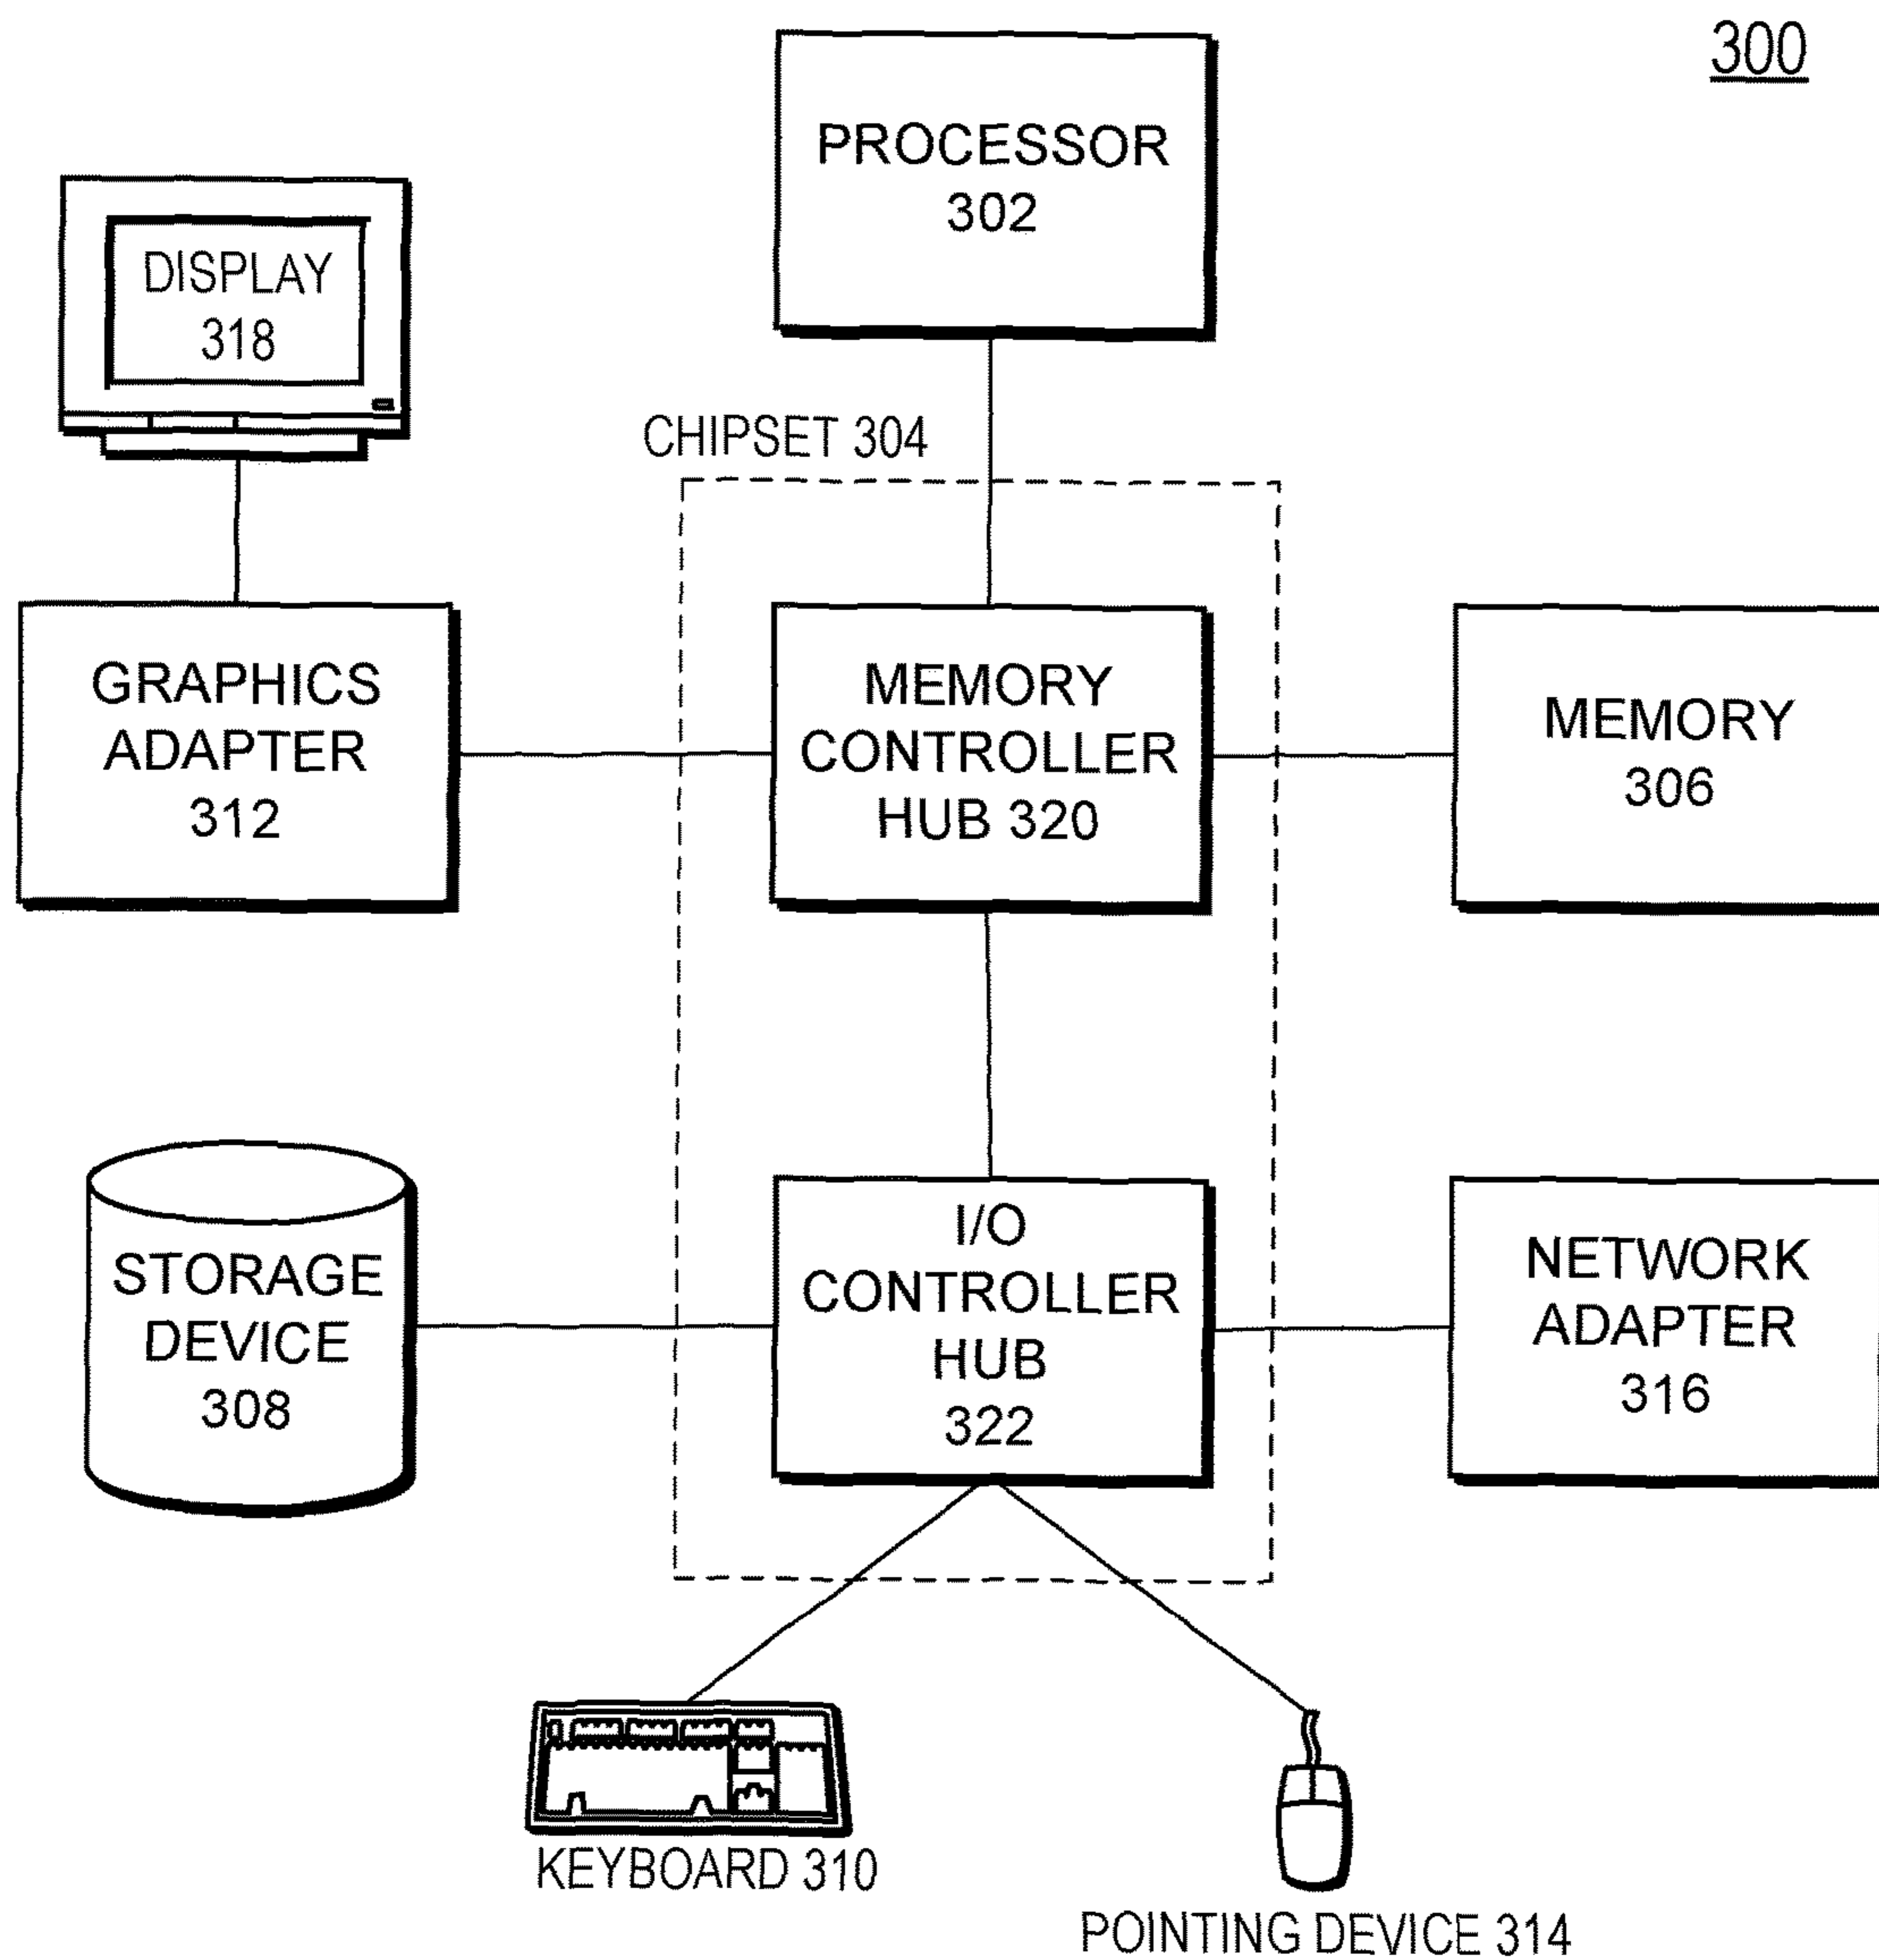 300
PROCESSOR
302
DISPLAY
318
CHIPSET 304
GRAPHICS
ADAPTER
312
MEMORY
CONTROLLER
HUB 320
MEMORY
306
STORAGE
DEVICE
308
I/O
CONTROLLER
HUB
322
NETWORK
ADAPTER
316
KEYBOARD 310
POINTING DEVICE 314